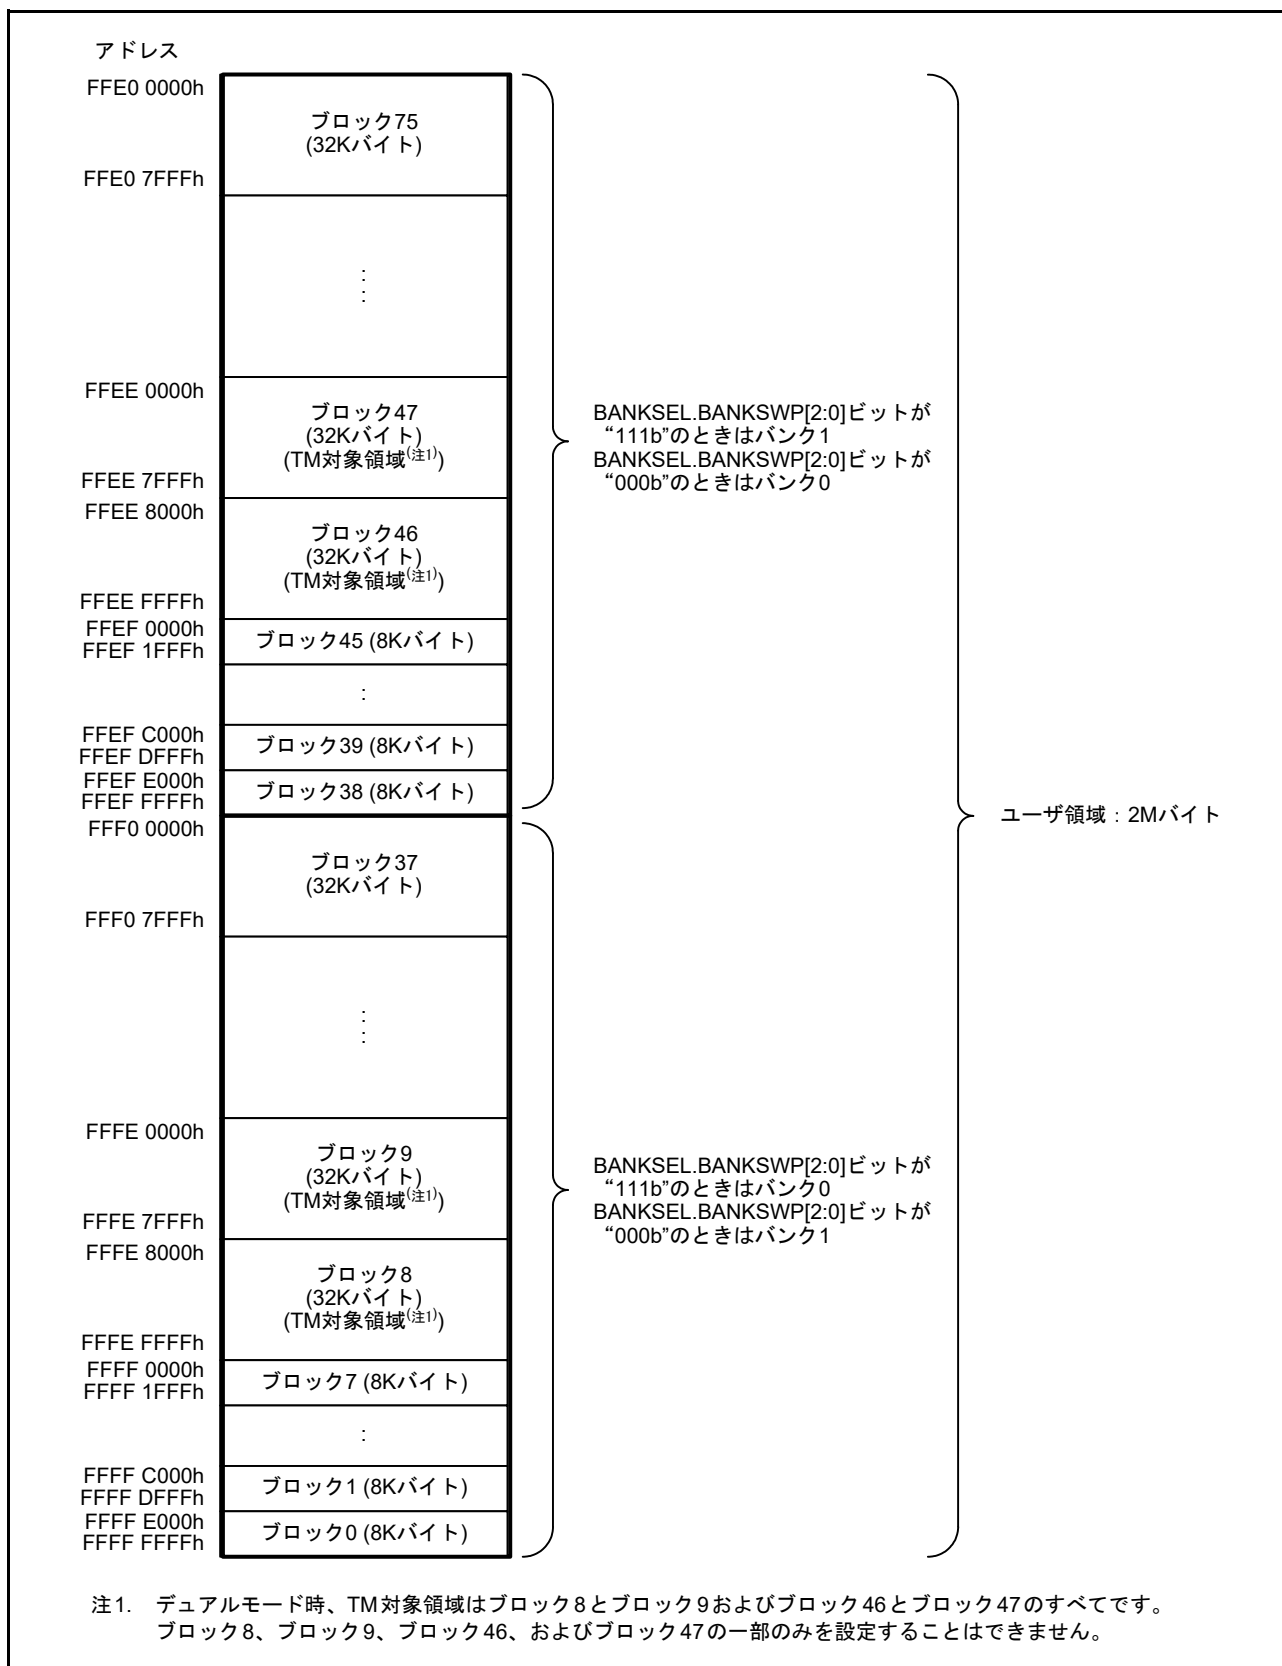 アドレス
FFE0 0000h
ブロック75
(32Kバイト)
FFE0 7FFFh
:
:
FFEE 0000h
ブロック47
(32Kバイト)
(TM対象領域(注1))
FFEE 7FFFh
FFEE 8000h
ブロック46
(32Kバイト)
(TM対象領域(注1))
FFEE FFFFh
FFEF 0000h
ブロック45 (8Kバイト)
FFEF 1FFFh
:
FFEF C000h
ブロック39 (8Kバイト)
FFEF DFFFh
FFEF E000h
ブロック38 (8Kバイト)
FFEF FFFFh
BANKSEL.BANKSWP[2:0]ビットが
“111b”のときはバンク1
BANKSEL.BANKSWP[2:0]ビットが
“000b”のときはバンク0
FFF0 0000h
ブロック37
(32Kバイト)
FFF0 7FFFh
:
:
FFFE 0000h
ブロック9
(32Kバイト)
(TM対象領域(注1))
FFFE 7FFFh
FFFE 8000h
ブロック8
(32Kバイト)
(TM対象領域(注1))
FFFE FFFFh
FFFF 0000h
ブロック7 (8Kバイト)
FFFF 1FFFh
:
FFFF C000h
ブロック1 (8Kバイト)
FFFF DFFFh
FFFF E000h
ブロック0 (8Kバイト)
FFFF FFFFh
BANKSEL.BANKSWP[2:0]ビットが
“111b”のときはバンク0
BANKSEL.BANKSWP[2:0]ビットが
“000b”のときはバンク1
ユーザ領域：2Mバイト
注1. デュアルモード時、TM対象領域はブロック8とブロック9およびブロック46とブロック47のすべてです。
ブロック8、ブロック9、ブロック46、およびブロック47の一部のみを設定することはできません。